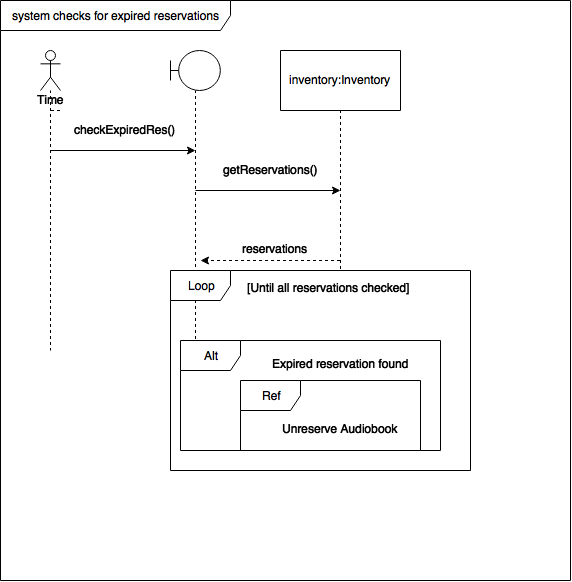 system checks for expired reservations
inventory:Inventory
Time
checkExpiredRes()
getReservations()
reservations
Loop
[Until all reservations checked]
Alt
Expired reservation found
Ref
Unreserve Audiobook